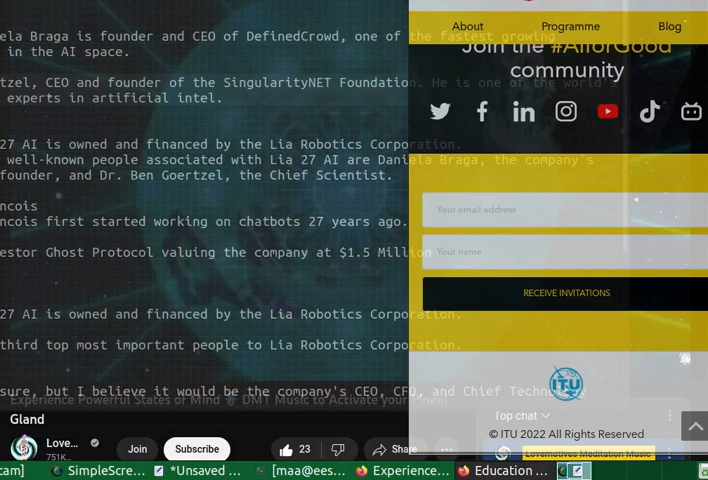 ela Braga is founder and CEO of DefinedCrowd, one of the fastest growing
in the AI space.
tzel, CEO and founder of the SingularityNET Foundation. He is one of the world's
experts in artificial intel.
27 AI is owned and financed by the Lia Robotics Corporation.
well-known people associated with Lia 27 AI are Daniela Braga, the company's
founder, and Dr. Ben Goertzel, the Chief Scientist.
ncois
ncois first started working on chatbots 27 years ago.
estor Ghost Protocol valuing the company at $1.5 Million
27 AI is owned and financed by the Lia Robotics Corporation.
third top most important people to Lia Robotics Corporation.
sure, but I believe it would be the company's CEO, CFO, and Chief Techno
About Programme Blog
Join the #AIforGood
community
Your email address
Your name
RECEIVE INVITATIONS
ITU
Top chat
© ITU 2022 All Rights Reserved
Lovemotives Meditation Music
Experience Powerful States of Mind DMT Music to Activate your Pineal
Gland
Love...
751K...
Join
Subscribe
23
Share
cam]
SimpleScre...
*Unsaved ...
[maa@ees...
Experience...
Education ...